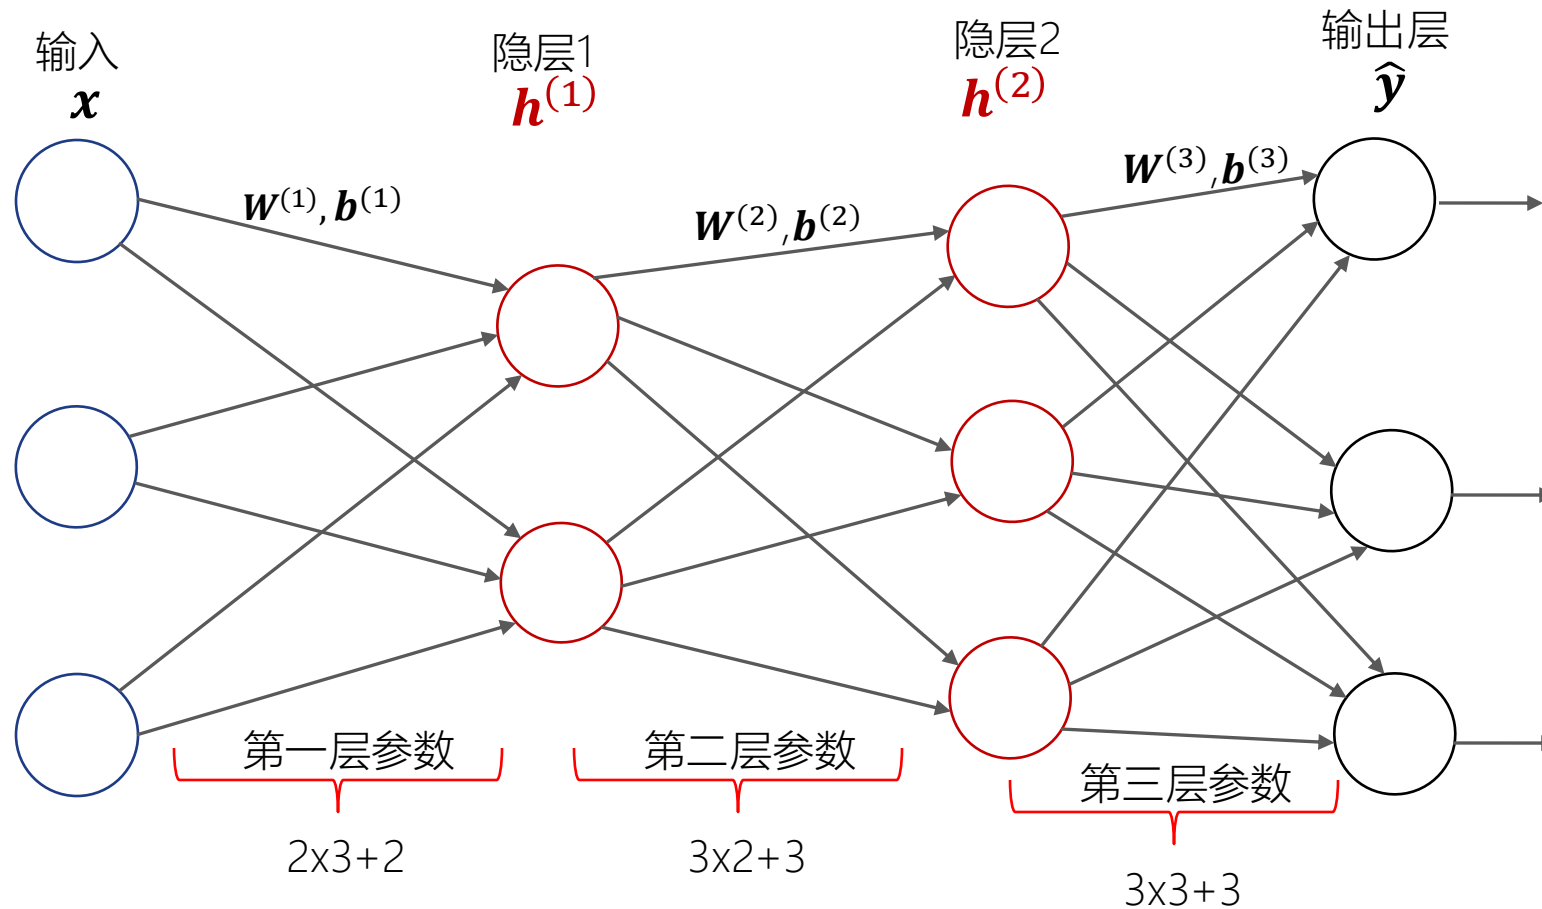 输入
x
隐层1
h⁽¹⁾
隐层2
h⁽²⁾
输出层
ŷ
W⁽¹⁾, b⁽¹⁾
W⁽²⁾,b⁽²⁾
W⁽³⁾,b⁽³⁾
第一层参数
2x3+2
第二层参数
3x2+3
第三层参数
3x3+3